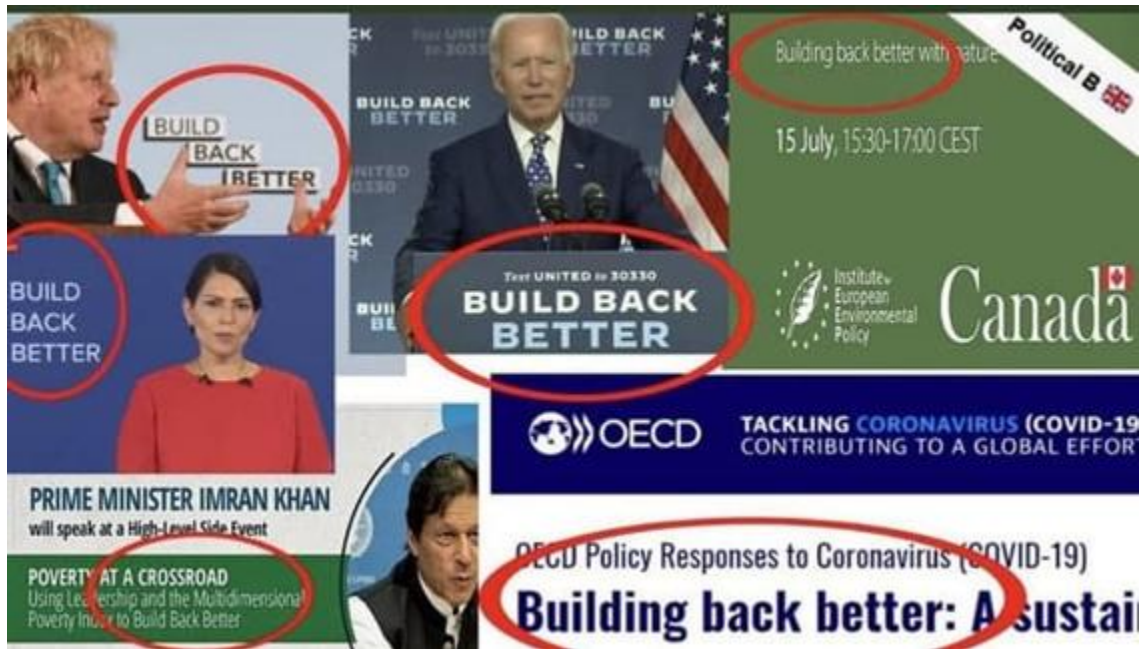 BUILD
BACK
BETTER
BUILD BACK
BETTER
Text UNITED to 30330
BUILD BACK
BETTER
Building back better with nature
15 July, 15:30-17:00 CEST
Political B
Institute for
European
Environmental
Policy
Canada
BUILD
BACK
BETTER
OECD
TACKLING CORONAVIRUS (COVID-19
CONTRIBUTING TO A GLOBAL EFFOR
PRIME MINISTER IMRAN KHAN
will speak at a High-Level Side Event
POVERTY AT A CROSSROAD
Using Leadership and the Multidimensional
Poverty Index to Build Back Better
OECD Policy Responses to Coronavirus (COVID-19)
Building back better: A sustai